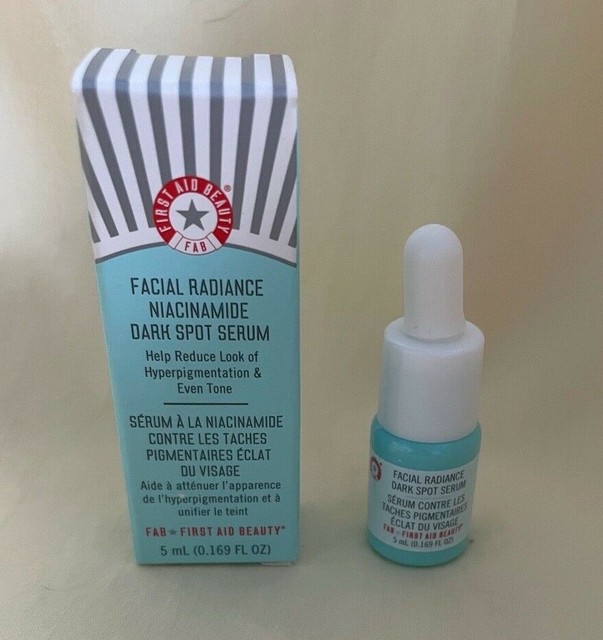 FIRST AID BEAUTY®
FAB
FACIAL RADIANCE
NIACINAMIDE
DARK SPOT SERUM
Help Reduce Look of
Hyperpigmentation &
Even Tone
SÉRUM À LA NIACINAMIDE
CONTRE LES TACHES
PIGMENTAIRES ÉCLAT
DU VISAGE
Aide à atténuer l'apparence
de l'hyperpigmentation et à
unifier le teint
FAB ★ FIRST AID BEAUTY®
5 mL (0.169 FL OZ)
FACIAL RADIANCE
DARK SPOT SERUM
SÉRUM CONTRE LES
TACHES PIGMENTAIRES
ÉCLAT DU VISAGE
FAB ★ FIRST AID BEAUTY®
5 mL (0.169 FL OZ)